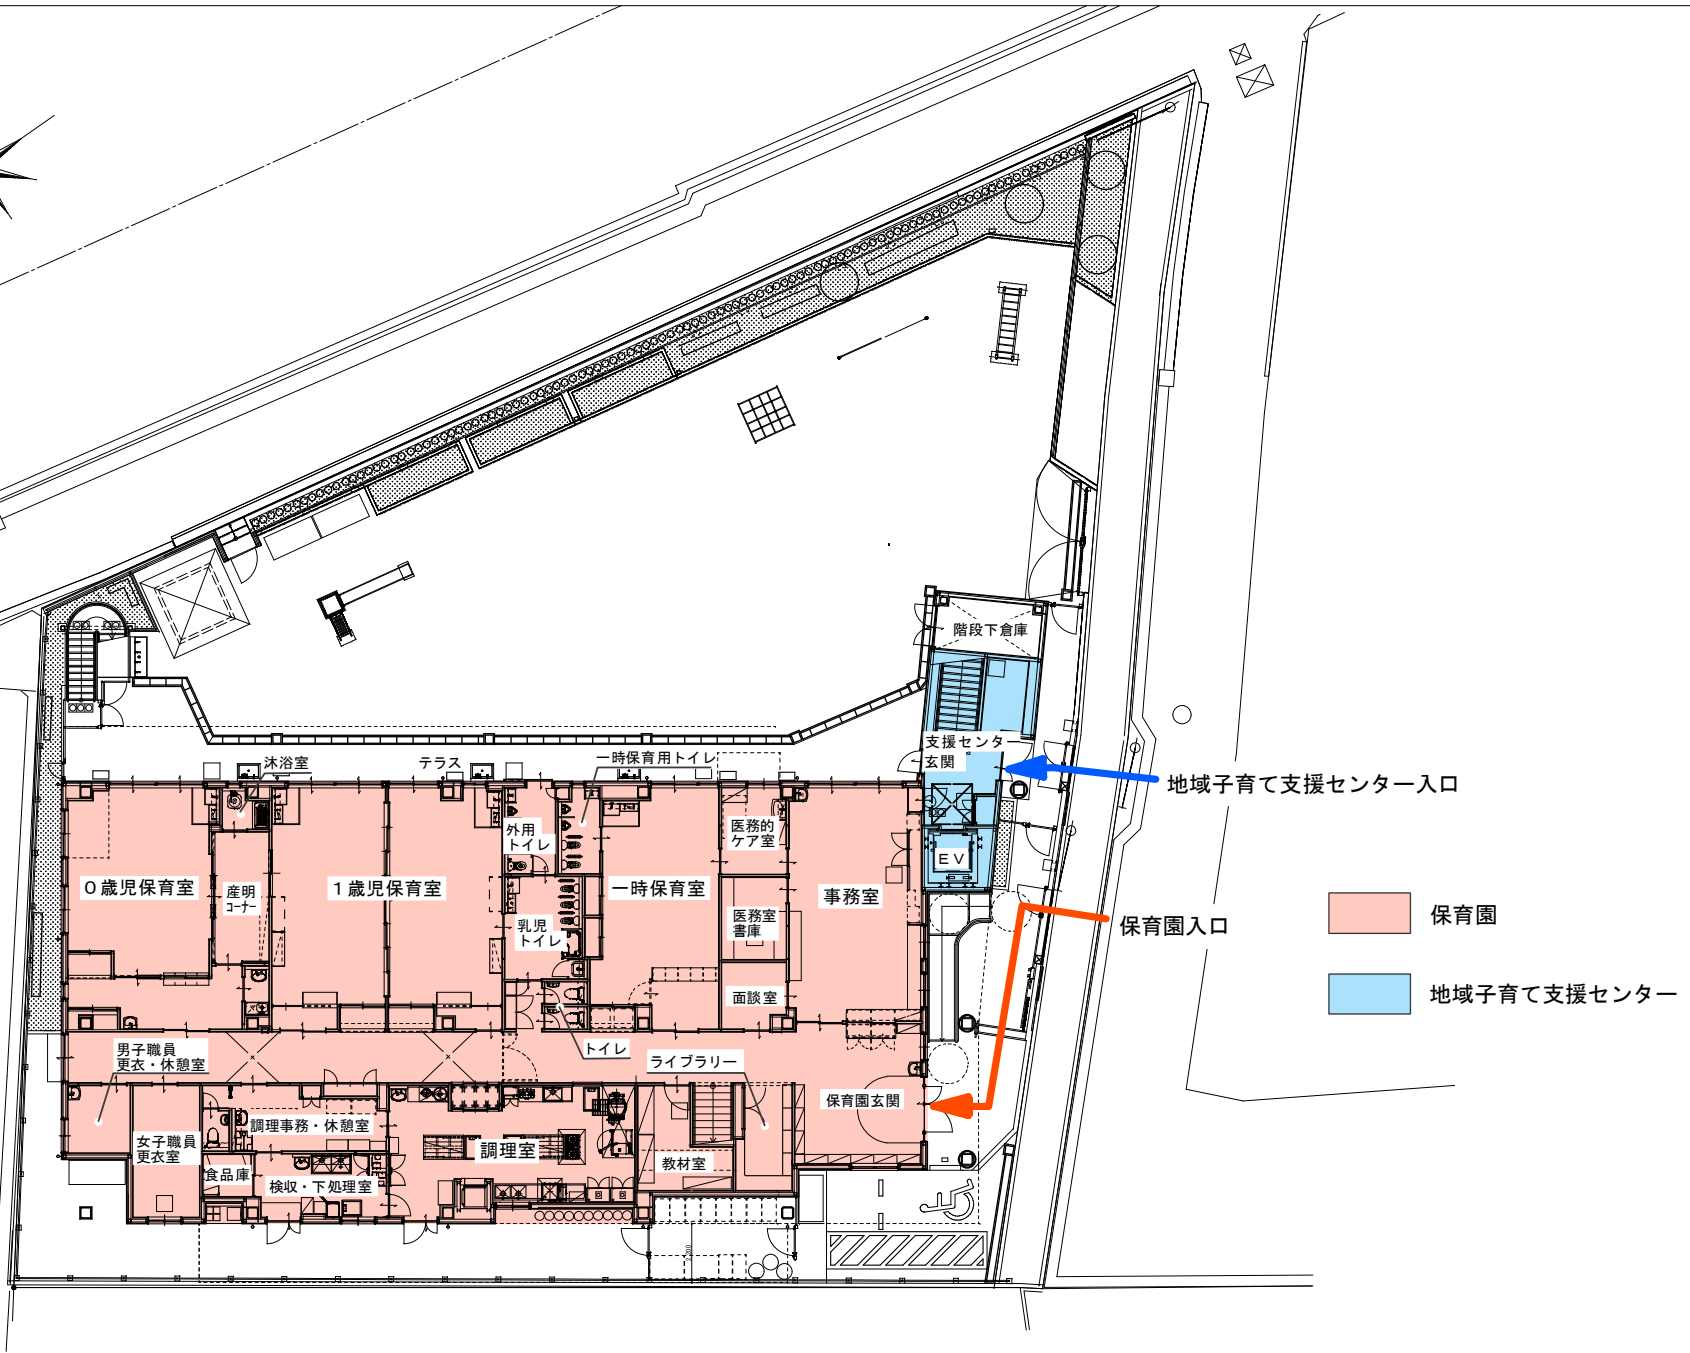 階段下倉庫
支援センター
玄関
一時保育用トイレ
沐浴室
テラス
地域子育て支援センター入口
外用
トイレ
医務的
ケア室
EV
0歳児保育室
産明
コーナー
1歳児保育室
一時保育室
事務室
保育園
医務室
書庫
乳児
トイレ
保育園入口
面談室
地域子育て支援センター
男子職員
更衣・休憩室
トイレ
ライブラリー
保育園玄関
調理事務・休憩室
女子職員
更衣室
調理室
教材室
食品庫
検収・下処理室